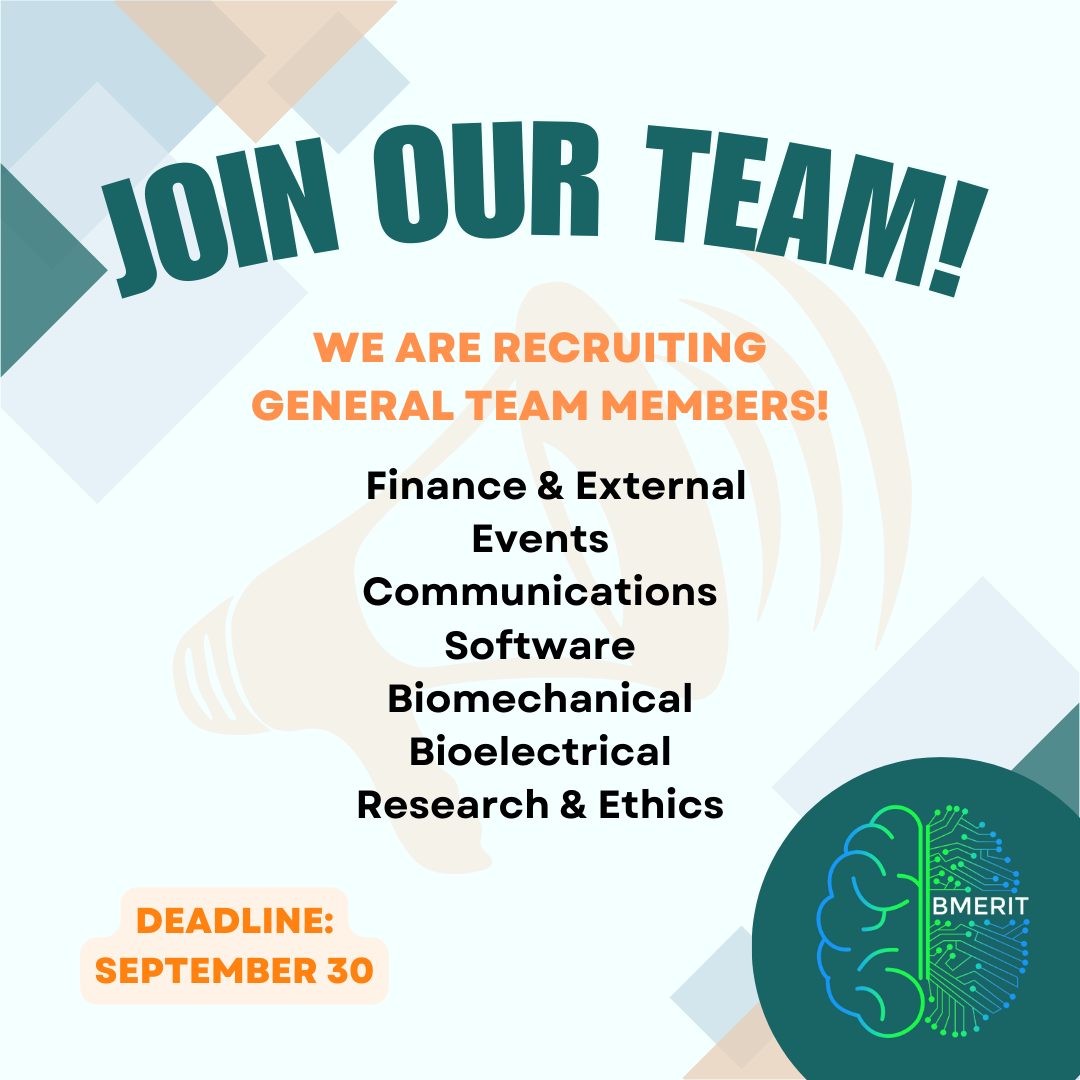 JOIN OUR TEAM!
WE ARE RECRUITING
GENERAL TEAM MEMBERS!
Finance & External
Events
Communications
Software
Biomechanical
Bioelectrical
Research & Ethics
DEADLINE:
SEPTEMBER 30
BMERIT